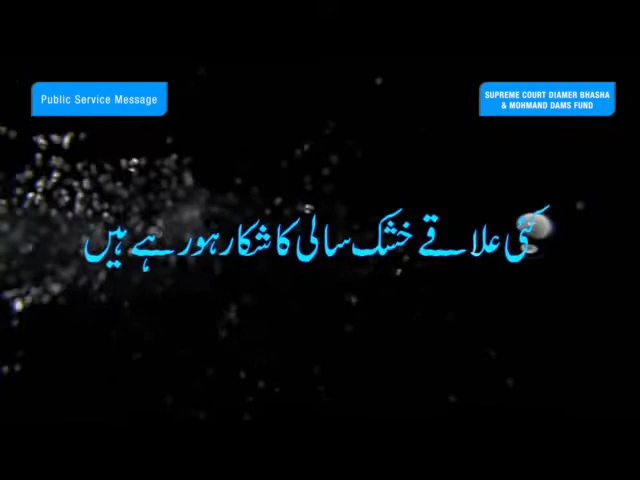 Public Service Message
SUPREME COURT DIAMER BHASHA
& MOHMAND DAMS FUND
کئی علاقے خشک سالی کا شکار ہو رہے ہیں